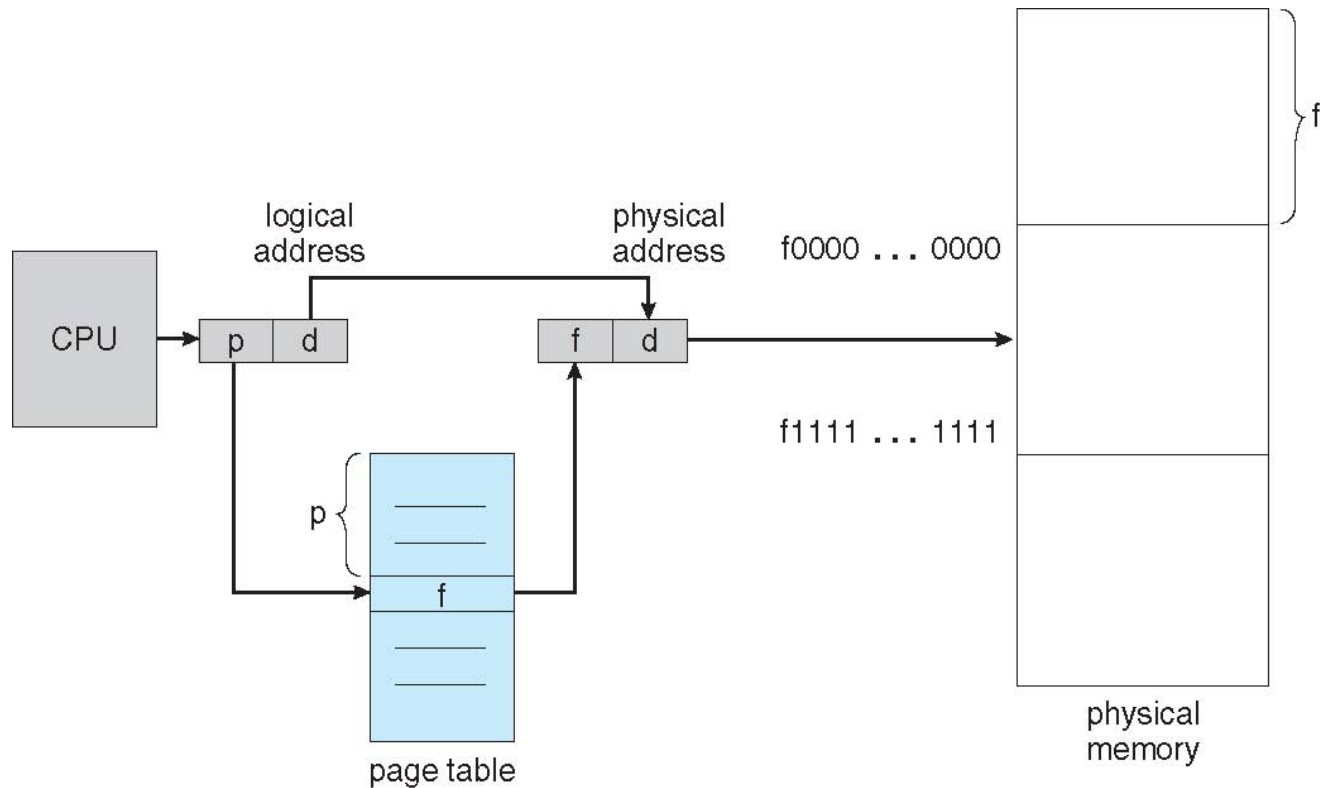 f
logical
address
physical
address
f0000 ... 0000
CPU
p
d
f
d
f1111 ... 1111
p
f
page table
physical
memory